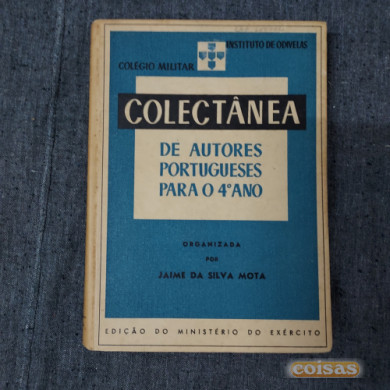 INSTITUTO DE ODIVELAS
COLÉGIO MILITAR
COLECTÂNEA
DE AUTORES
PORTUGUESES
PARA O 4º ANO
ORGANIZADA
POR
JAIME DA SILVA MOTA
EDIÇÃO DO MINISTÉRIO DO EXÉRCITO
coisas